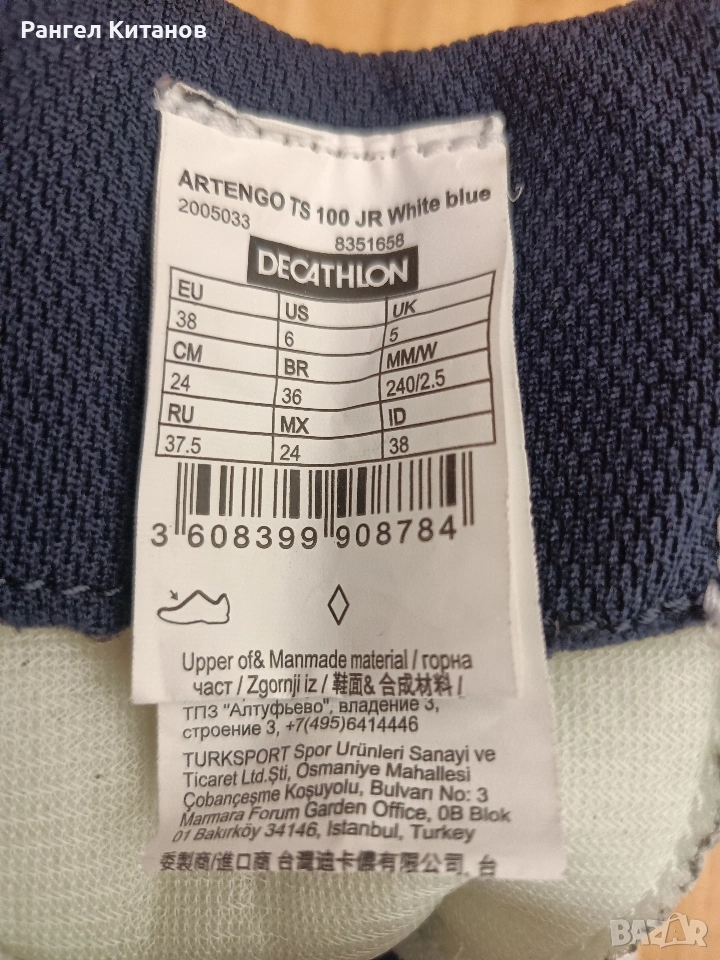 Рангел Китанов
ARTENGO TS 100 JR White blue
2005033
8351658
DECATHLON
EU US UK
38 6 5
CM BR MM/W
24 36 240/2.5
RU MX ID
37.5 24 38
3 608399 908784
Upper of& Manmade material / горна
част / Zgornji iz / 鞋面& 合成材料 /
ТПЗ "Алтуфьево", владение 3,
строение 3, +7(495)6414446
TURKSPORT Spor Urünleri Sanayi ve
Ticaret Ltd.Şti, Osmaniye Mahallesi
Çobançeşme Koşuyolu, Bulvarı No: 3
Marmara Forum Garden Office, 0B Blok
01 Bakırköy 34146, Istanbul, Turkey
委製商/進口商 台灣迪卡儂有限公司, 台
BAZAR